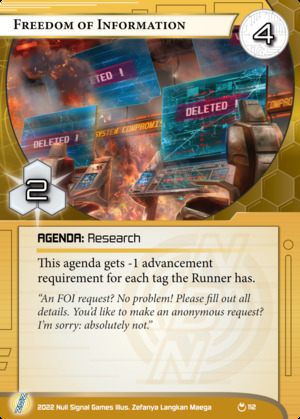 Freedom of Information
4
DELETED !
DELETED !
DELETED !
SYSTEM COMPROMIS
2
AGENDA: Research
This agenda gets -1 advancement
requirement for each tag the Runner has.
"An FOI request? No problem! Please fill out all
details. You'd like to make an anonymous request?
I'm sorry: absolutely not."
2022 Null Signal Games Illus. Zefanya Langkan Maega
112